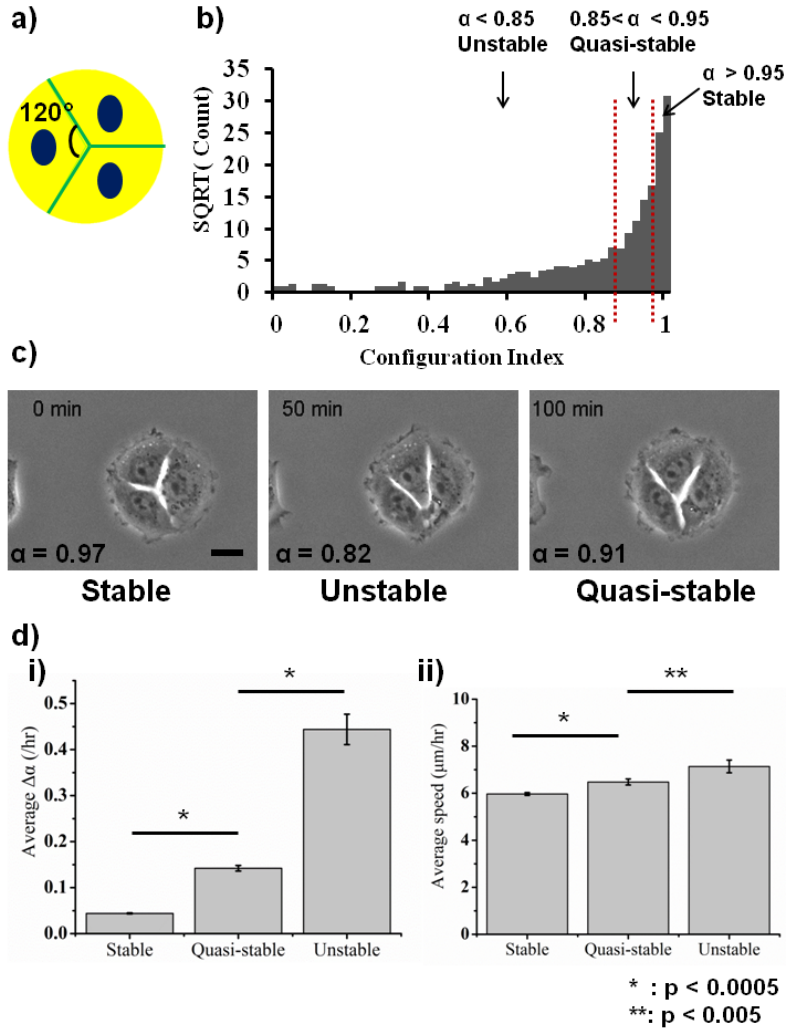 a)
120°
b)
α < 0.85
Unstable
0.85< α < 0.95
Quasi-stable
α > 0.95
Stable
SQRT( Count)
35
30
25
20
15
10
5
0
0 0.2 0.4 0.6 0.8 1
Configuration Index
c)
0 min
α = 0.97
Stable
50 min
α = 0.82
Unstable
100 min
α = 0.91
Quasi-stable
d)
i)
Average Δα (/hr)
0.5
0.4
0.3
0.2
0.1
0.0
*
*
Stable Quasi-stable Unstable
ii)
Average speed (μm/hr)
10
8
6
4
2
0
*
**
Stable Quasi-stable Unstable
* : p < 0.0005
**: p < 0.005